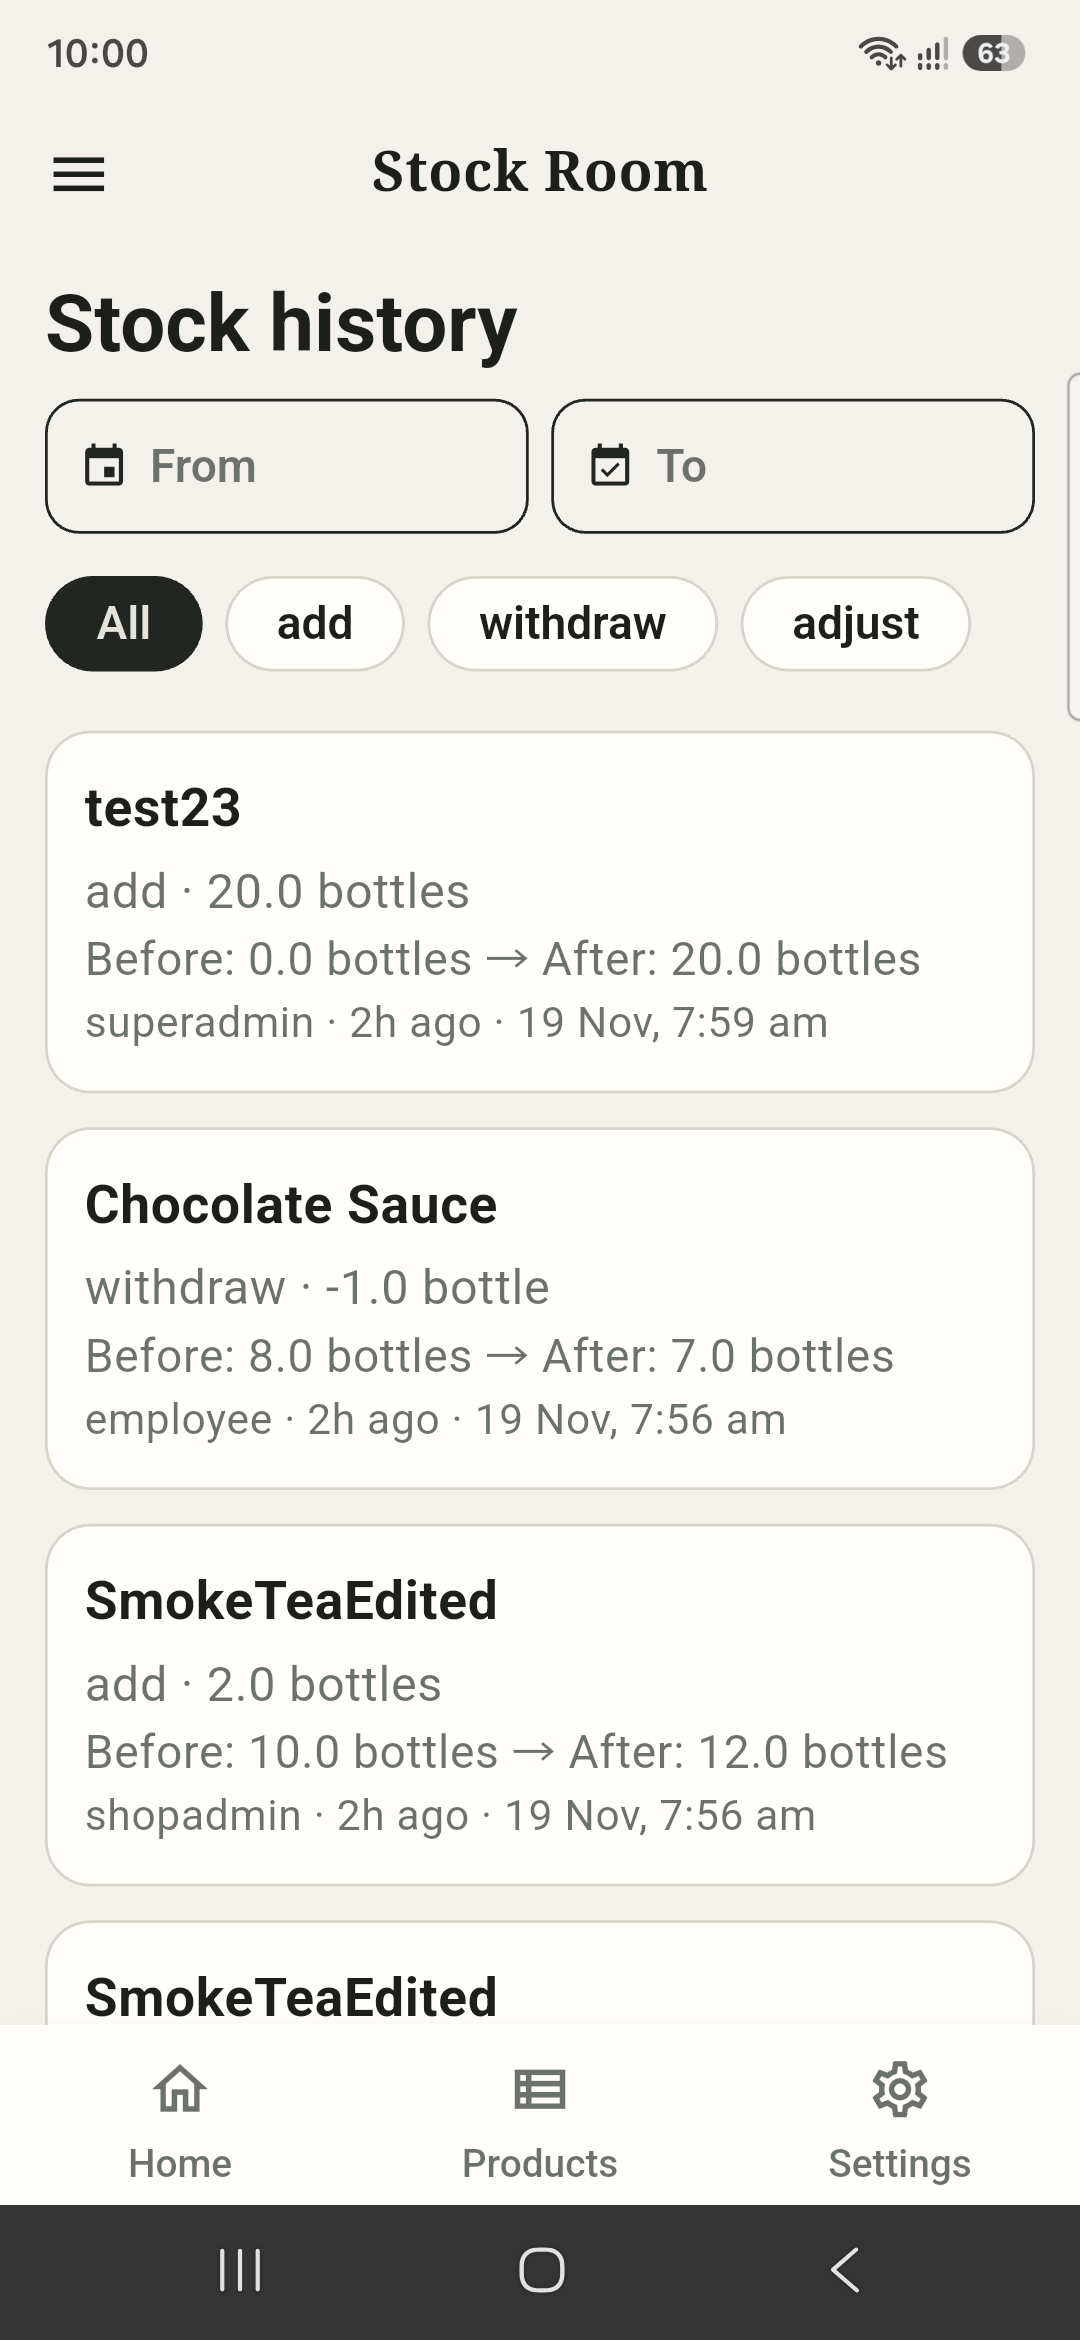 10:00
63
Stock Room
Stock history
From
To
All
add
withdraw
adjust
test23
add · 20.0 bottles
Before: 0.0 bottles → After: 20.0 bottles
superadmin · 2h ago · 19 Nov, 7:59 am
Chocolate Sauce
withdraw · -1.0 bottle
Before: 8.0 bottles → After: 7.0 bottles
employee · 2h ago · 19 Nov, 7:56 am
SmokeTeaEdited
add · 2.0 bottles
Before: 10.0 bottles → After: 12.0 bottles
shopadmin · 2h ago · 19 Nov, 7:56 am
SmokeTeaEdited
Home
Products
Settings